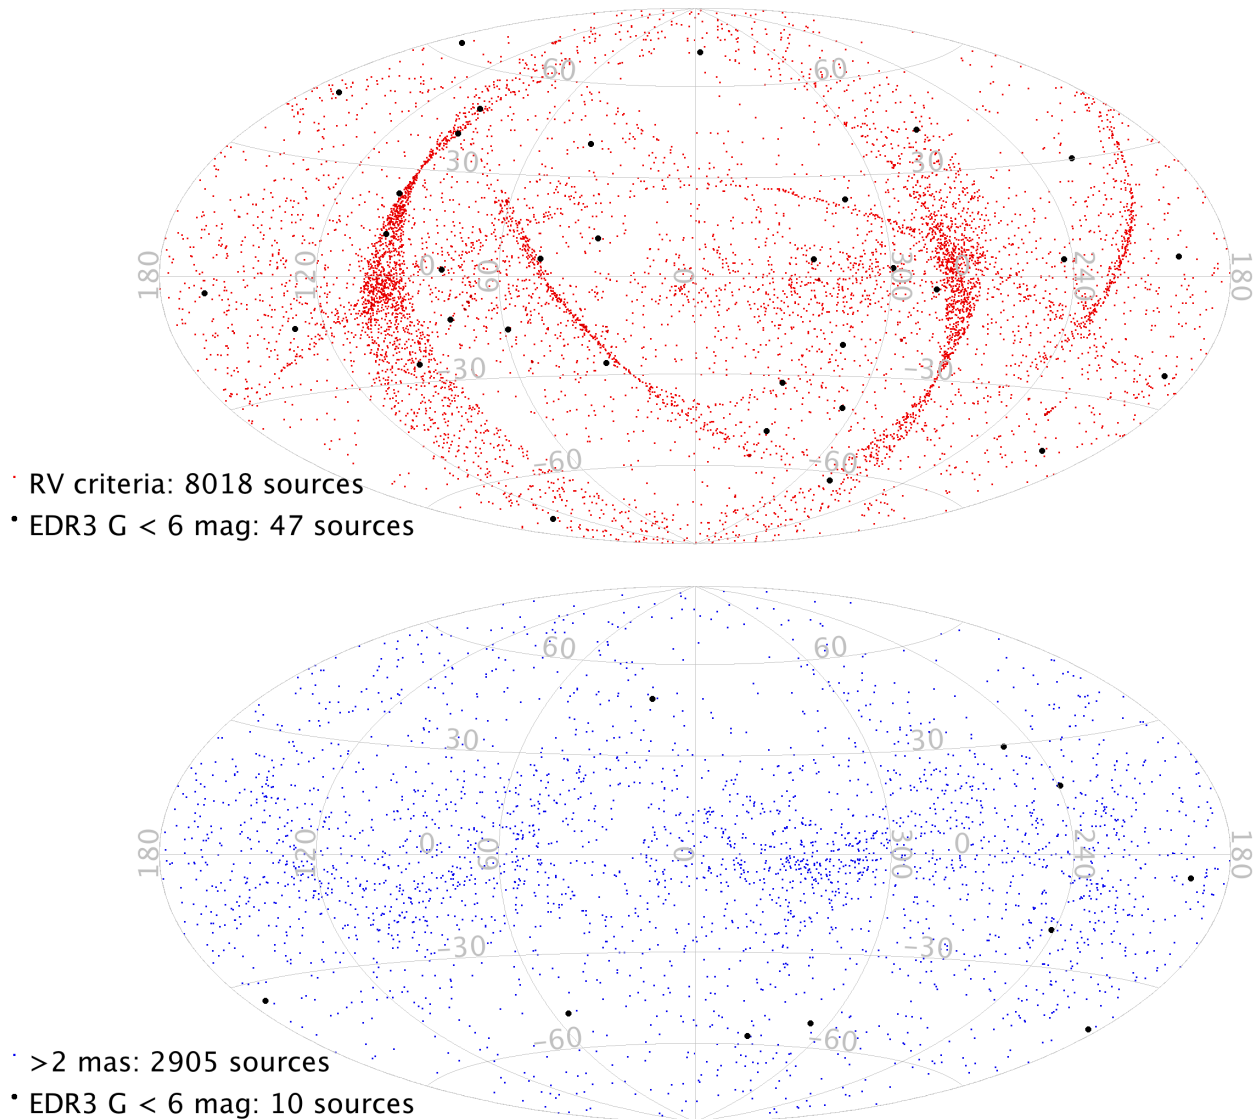 60 60
30 30
180 120 0 60 0 300 0 240 180
-30 -30
-60 -60
RV criteria: 8018 sources
EDR3 G < 6 mag: 47 sources
60 60
30 30
180 120 0 60 0 300 0 240 180
-30 -30
-60 -60
>2 mas: 2905 sources
EDR3 G < 6 mag: 10 sources